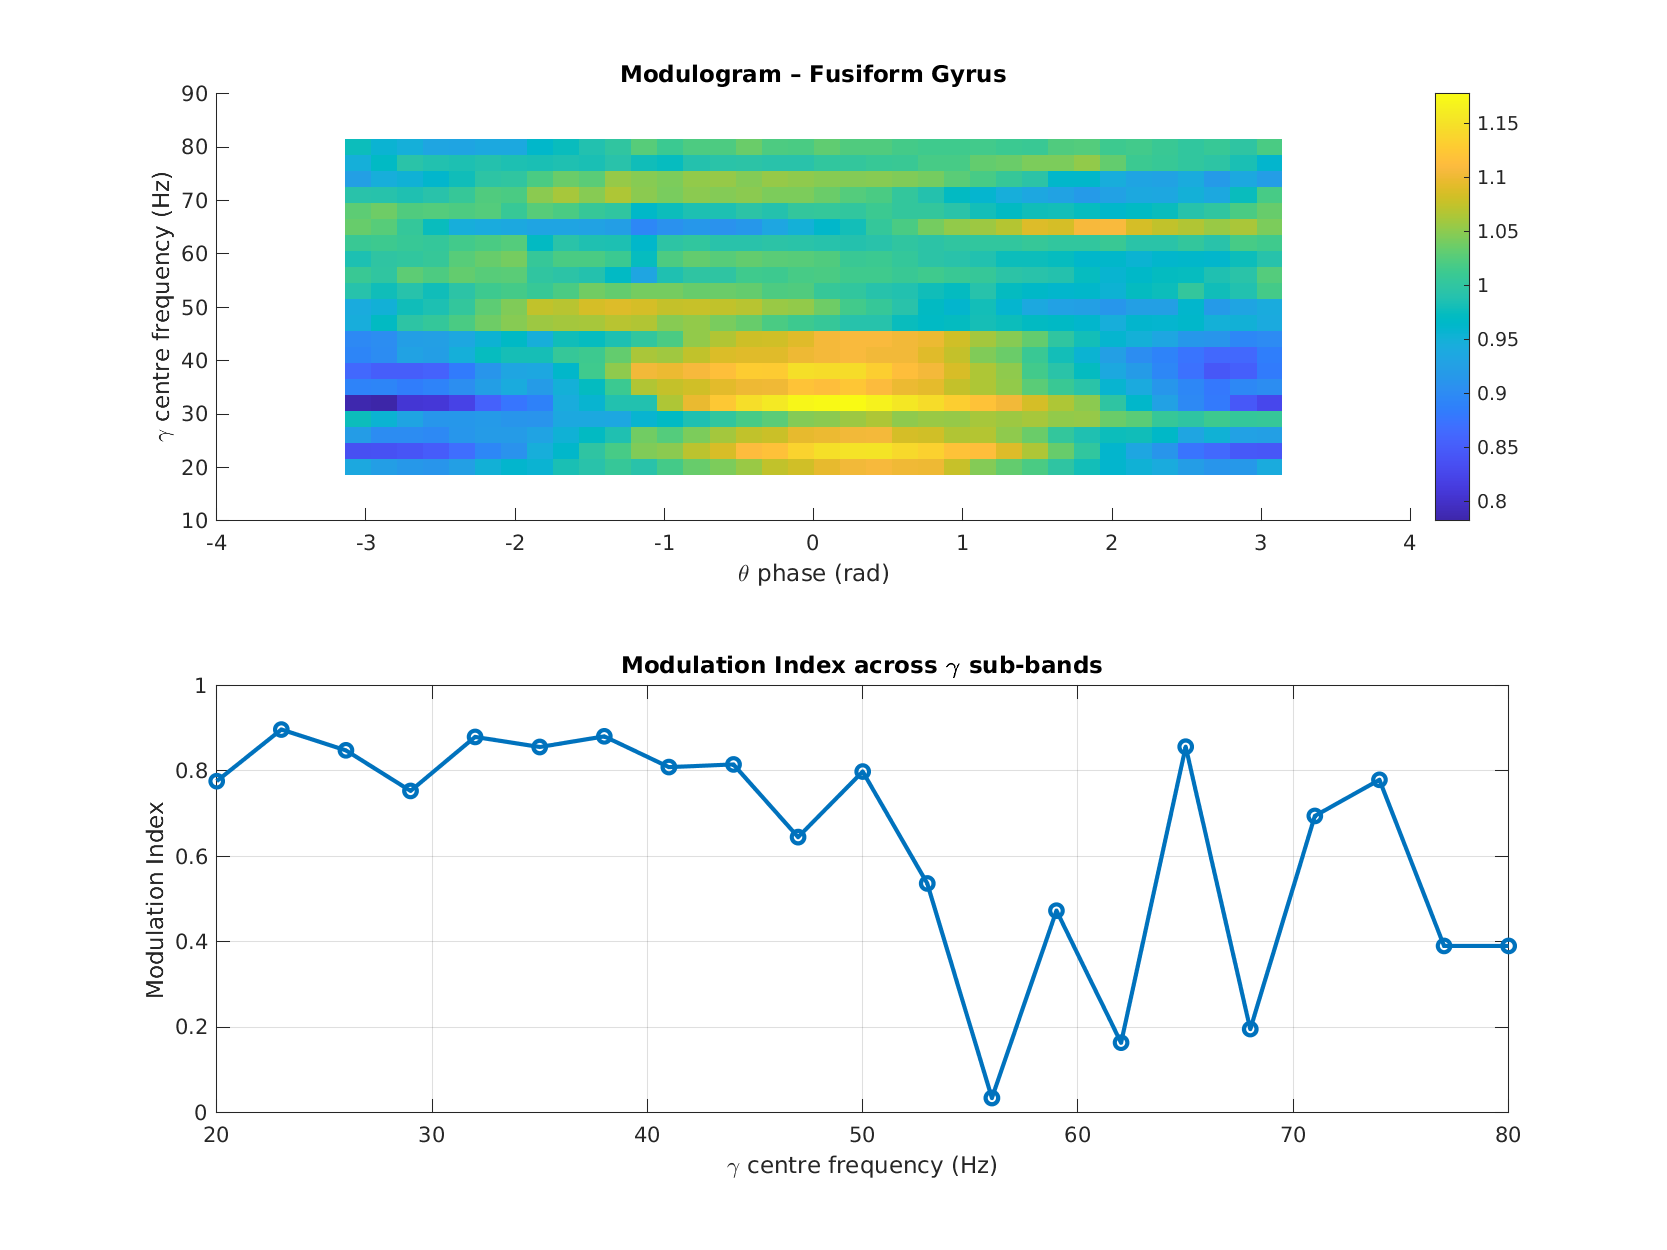 Modulogram – Fusiform Gyrus
γ centre frequency (Hz)
90
80
70
60
50
40
30
20
10
-4 -3 -2 -1 0 1 2 3 4
θ phase (rad)
1.15
1.1
1.05
1
0.95
0.9
0.85
0.8
Modulation Index across γ sub-bands
Modulation Index
1
0.8
0.6
0.4
0.2
0
20 30 40 50 60 70 80
γ centre frequency (Hz)